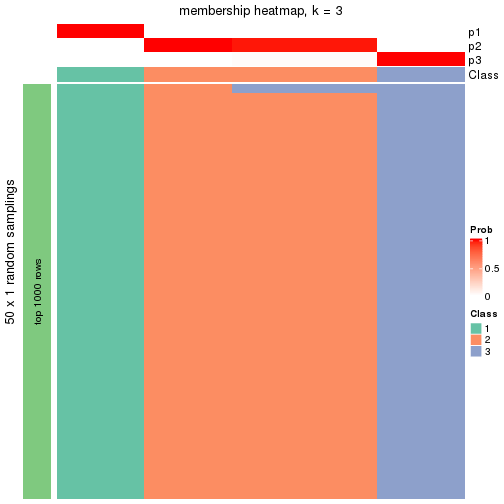 membership heatmap, k = 3
p1
p2
p3
Class
50 x 1 random samplings
top 1000 rows
Prob
1
0.5
0
Class
1
2
3